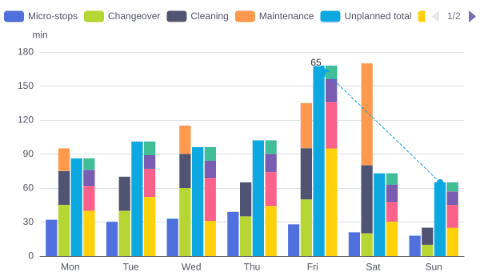 Micro-stops Changeover Cleaning Maintenance Unplanned total 1/2
min
180
150
120
90
60
30
0
65
Mon Tue Wed Thu Fri Sat Sun